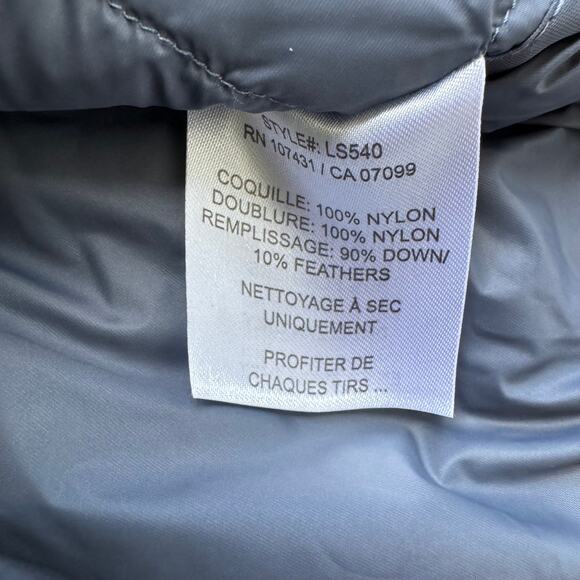 STYLE#: LS540
RN 107431 / CA 07099
COQUILLE: 100% NYLON
DOUBLURE: 100% NYLON
REMPLISSAGE: 90% DOWN/
10% FEATHERS
NETTOYAGE À SEC
UNIQUEMENT
PROFITER DE
CHAQUES TIRS ...